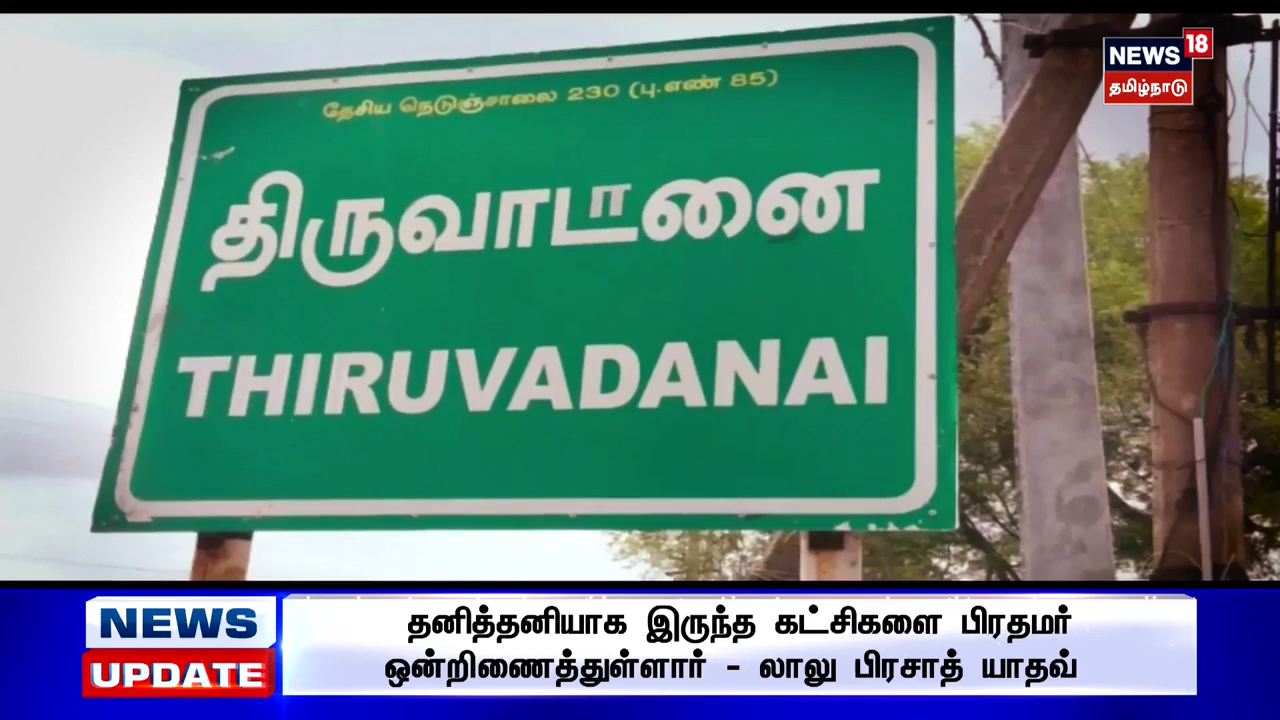 தேசிய நெடுஞ்சாலை 230 (பு.எண் 85)
திருவாடானை
THIRUVADANAI
NEWS 18
தமிழ்நாடு
NEWS
UPDATE
தனித்தனியாக இருந்த கட்சிகளை பிரதமர்
ஒன்றிணைத்துள்ளார் - லாலு பிரசாத் யாதவ்